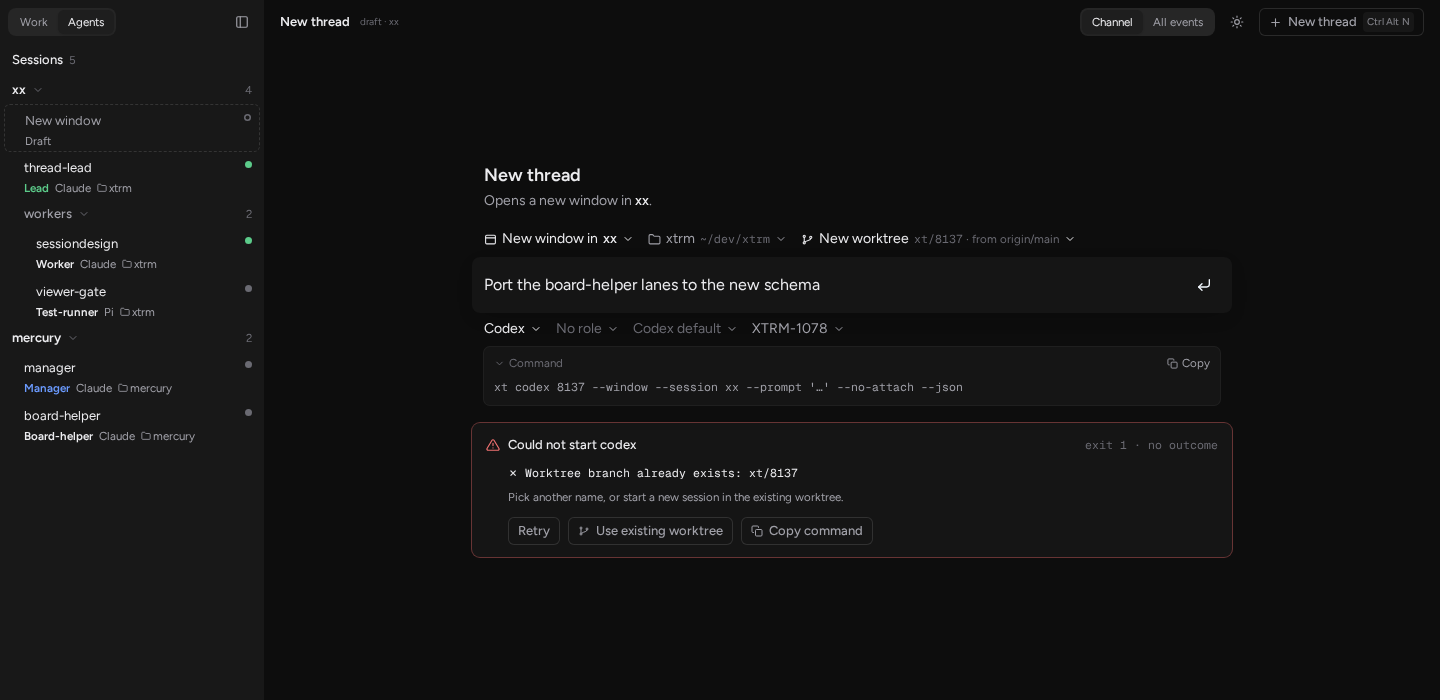 Work Agents
Sessions 5
xx 4
New window
Draft
thread-lead
Lead Claude xtrm
workers 2
sessiondesign
Worker Claude xtrm
viewer-gate
Test-runner Pi xtrm
mercury 2
manager
Manager Claude mercury
board-helper
Board-helper Claude mercury
New thread draft · xx
Channel All events
+ New thread Ctrl Alt N
New thread
Opens a new window in xx.
New window in xx xtrm ~/dev/xtrm New worktree xt/8137 · from origin/main
Port the board-helper lanes to the new schema
Codex No role Codex default XTRM-1078
Command Copy
xt codex 8137 --window --session xx --prompt '…' --no-attach --json
Could not start codex exit 1 · no outcome
× Worktree branch already exists: xt/8137
Pick another name, or start a new session in the existing worktree.
Retry Use existing worktree Copy command